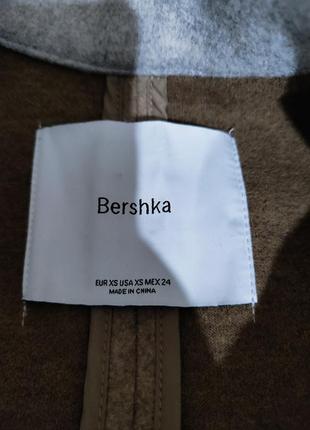 Bershka
EUR XS USA XS MEX 24
MADE IN CHINA